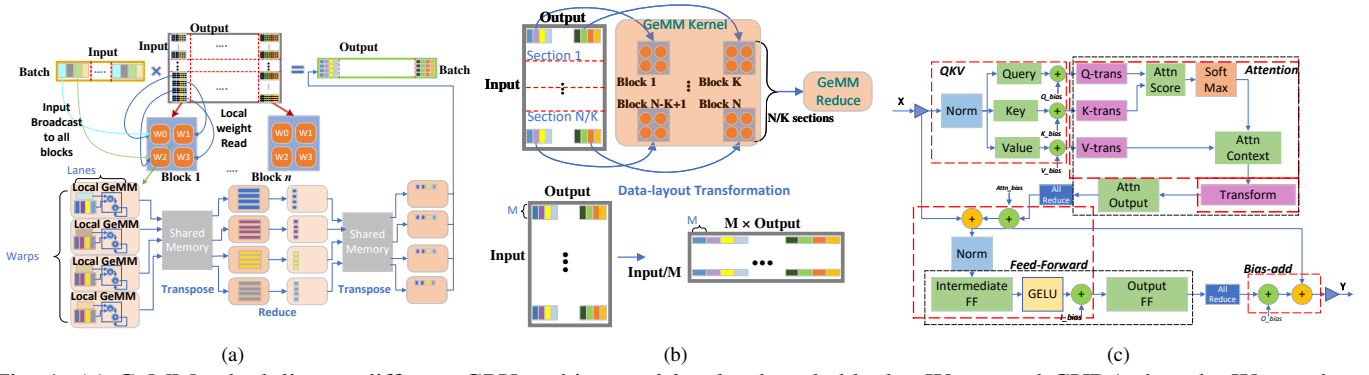 Output
Input
Input
....
Output
Batch
....
....
Batch
Input
Broadcast
to all
blocks
Local
weight
Read
W0
W1
W2
W3
W0
W1
W2
W3
Block 1
....
Block n
Lanes
Local GeMM
Local GeMM
Local GeMM
Local GeMM
Warps
Shared
Memory
Transpose
Reduce
Shared
Memory
Transpose
(a)
Output
GeMM Kernel
Section 1
Input
Section N/K
Block 1
Block K
Block N-K+1
Block N
N/K sections
GeMM
Reduce
Output
Data-layout Transformation
M
Input
M
M × Output
Input/M
(b)
QKV
Attention
X
Norm
Query
Key
Value
Q_bias
K_bias
V_bias
Q-trans
K-trans
V-trans
Attn
Score
Soft
Max
Attn
Context
Transform
Attn
Output
All
Reduce
Attn_bias
Norm
Feed-Forward
Intermediate
FF
GELU
I_bias
Output
FF
All
Reduce
Bias-add
O_bias
Y
(c)